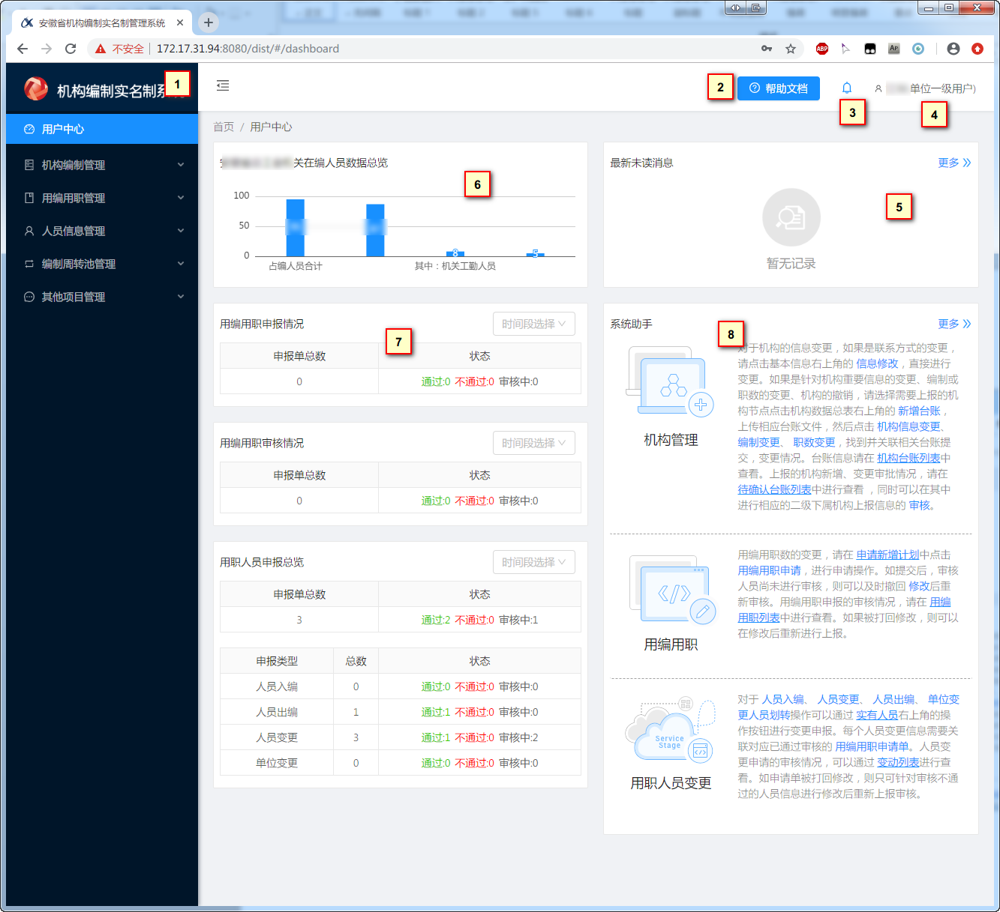 安徽省机构编制实名制管理系统
不安全 172.17.31.94:8080/dist/#/dashboard
ABP
AP
机构编制实名制系
1
2
帮助文档
3
单位一级用户)
4
用户中心
机构编制管理
用编用职管理
人员信息管理
编制周转池管理
其他项目管理
首页 / 用户中心
关在编人员数据总览
6
100
50
0
8
5
占编人员合计
其中：机关工勤人员
最新未读消息
更多
5
暂无记录
用编用职申报情况
时间段选择
7
申报单总数 状态
0 通过:0 不通过:0 审核中:0
用编用职审核情况
时间段选择
申报单总数 状态
0 通过:0 不通过:0 审核中:0
用职人员申报总览
时间段选择
申报单总数 状态
3 通过:2 不通过:0 审核中:1
申报类型 总数 状态
人员入编 0 通过:0 不通过:0 审核中:0
人员出编 1 通过:1 不通过:0 审核中:0
人员变更 3 通过:1 不通过:0 审核中:2
单位变更 0 通过:0 不通过:0 审核中:0
系统助手
更多
8
机构管理
对于机构的信息变更，如果是联系方式的变更，
请点击基本信息右上角的 信息修改，直接进行
变更。如果是针对机构重要信息的变更、编制或
职数的变更、机构的撤销，请选择需要上报的机
构节点点击机构数据总表右上角的 新增台账，
上传相应台账文件，然后点击 机构信息变更、
编制变更、 职数变更，找到并关联相关台账提
交，变更情况。台账信息请在 机构台账列表中
查看。上报的机构新增、变更审批情况，请在
待确认台账列表中进行查看 ，同时可以在其中
进行相应的二级下属机构上报信息的 审核。
用编用职
用编用职数的变更，请在 申请新增计划中点击
用编用职申请，进行申请操作。如提交后，审核
人员尚未进行审核，则可以及时撤回 修改后重
新审核。用编用职申报的审核情况，请在 用编
用职列表中进行查看。如果被打回修改，则可以
在修改后重新进行上报。
Service
Stage
用职人员变更
对于 人员入编、 人员变更、 人员出编、 单位变
更人员划转操作可以通过 实有人员右上角的操
作按钮进行变更申报。每个人员变更信息需要关
联对应已通过审核的 用编用职申请单。人员变
更申请的审核情况，可以通过 变动列表进行查
看。如申请单被打回修改，则只可针对审核不通
过的人员信息进行修改后重新上报审核。